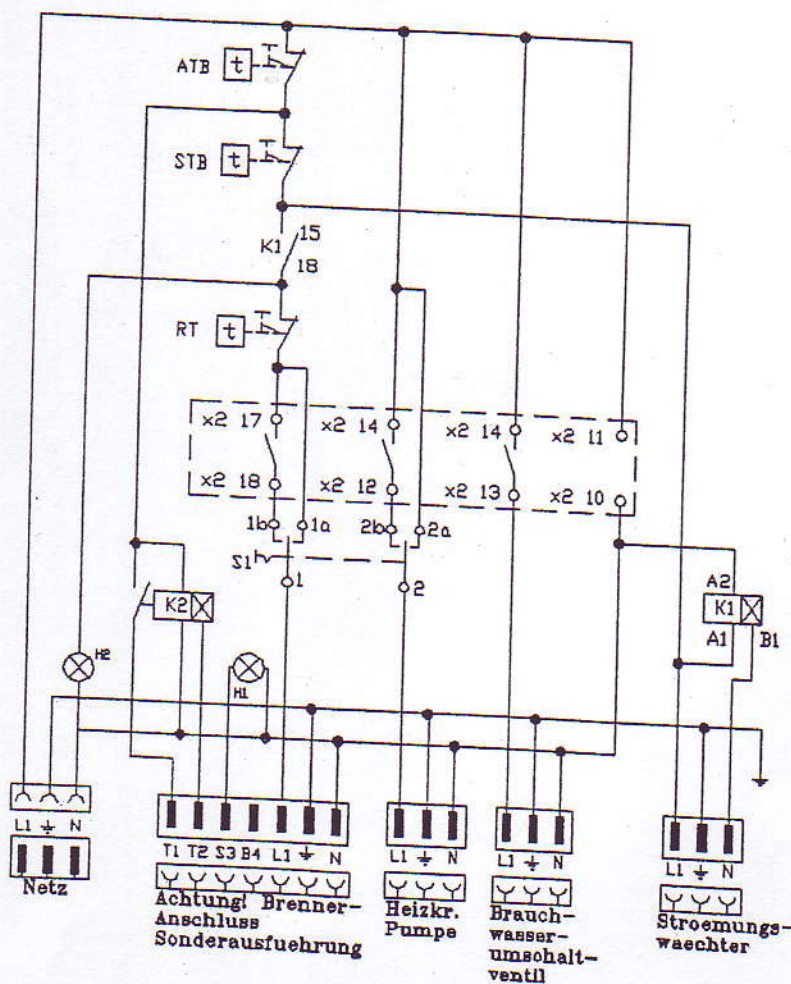 ATB t
STB t
K1 15
18
RT t
x2 17 x2 14 x2 14 x2 11
x2 18 x2 12 x2 13 x2 10
1b 1a 2b 2a
S1
1 2
A2
K2 K1
A1 B1
H2 H1
L1 N
T1 T2 S3 B4 L1 N
L1 N
L1 N
L1 N
Netz
Achtung! Brenner-
Anschluss
Sonderausfuehrung
Heizkr.
Pumpe
Brauch-
wasser-
umschalt-
ventil
Stroemungs-
waechter